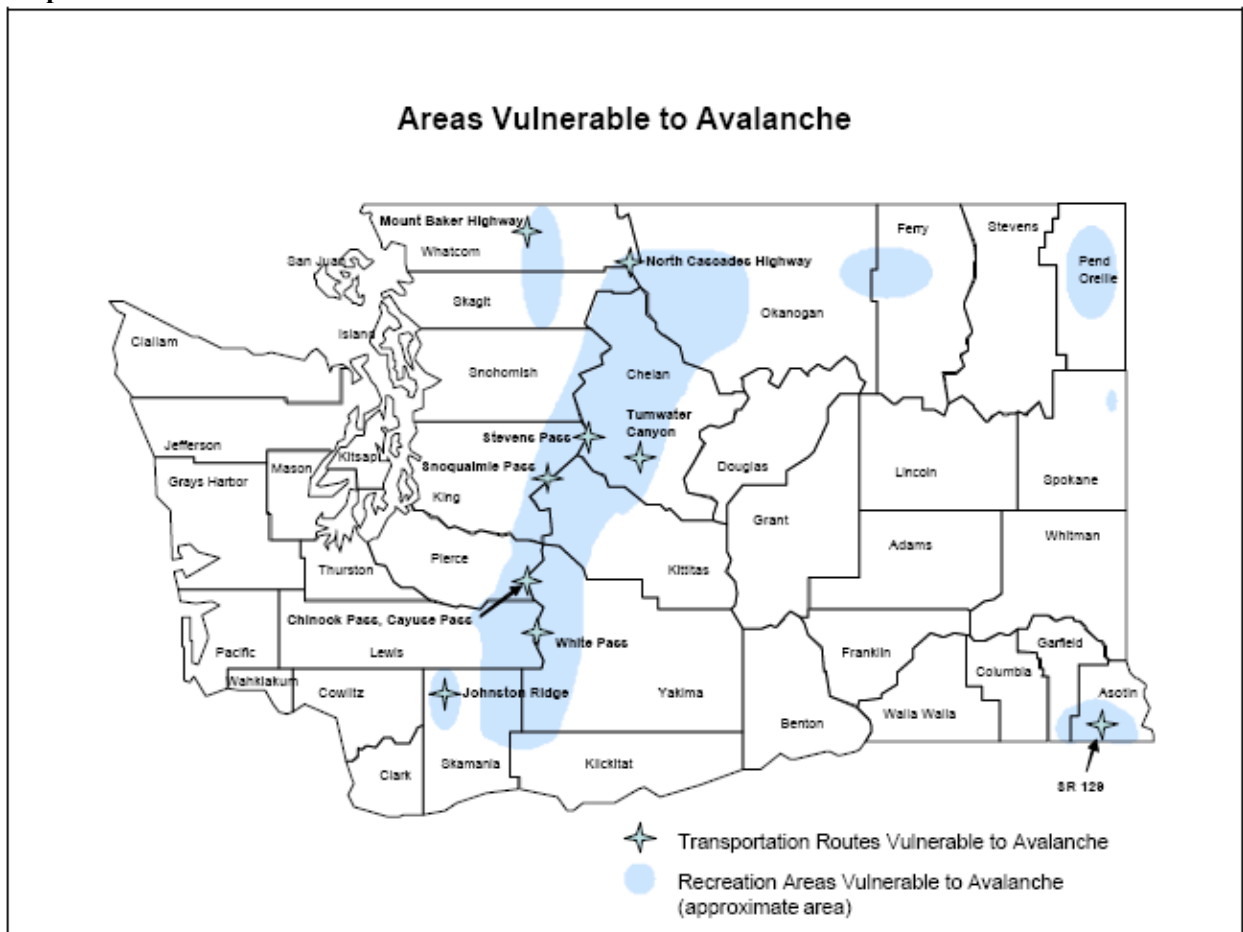 Areas Vulnerable to Avalanche
Mount Baker Highway
Whatcom
San Juan
North Cascades Highway
Ferry
Stevens
Pend
Oreille
Skagit
Okanogan
Island
Clallam
Snohomish
Chelan
Tumwater
Canyon
Stevens Pass
Jefferson
Kitsap
Mason
Snoqualmie Pass
Douglas
Lincoln
Spokane
Grays Harbor
King
Grant
Whitman
Pierce
Adams
Thurston
Kittitas
Chinook Pass, Cayuse Pass
White Pass
Garfield
Pacific
Lewis
Franklin
Columbia
Wahkiakum
Cowlitz
Johnston Ridge
Yakima
Asotin
Walla Walla
Benton
Clark
Skamania
Klickitat
SR 129
Transportation Routes Vulnerable to Avalanche
Recreation Areas Vulnerable to Avalanche
(approximate area)